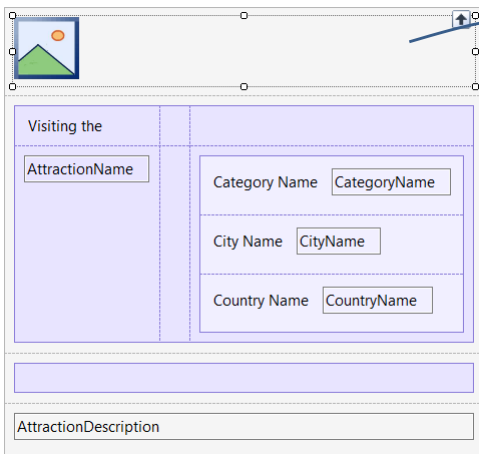 Visiting the
AttractionName
Category Name CategoryName
City Name CityName
Country Name CountryName
AttractionDescription